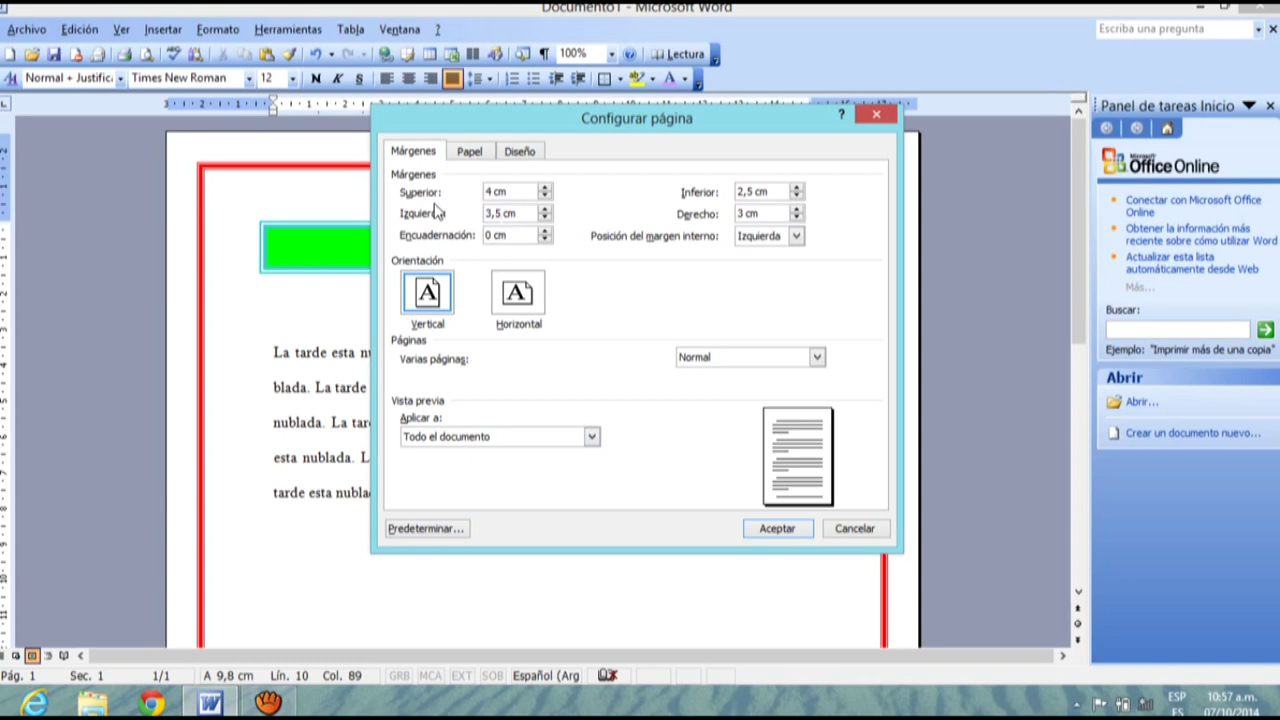 Documento1 - Microsoft Word
Archivo Edición Ver Insertar Formato Herramientas Tabla Ventana ?
Escriba una pregunta
100% Lectura
Normal + Justific Times New Roman 12 N K S
Panel de tareas Inicio
Microsoft
Office Online
Conectar con Microsoft Office
Online
Obtener la información más
reciente sobre cómo utilizar Word
Actualizar esta lista
automáticamente desde Web
Más...
Buscar:
Ejemplo: "Imprimir más de una copia"
Abrir
Abrir...
Crear un documento nuevo...
Configurar página
Márgenes Papel Diseño
Márgenes
Superior: 4 cm Inferior: 2,5 cm
Izquierdo: 3,5 cm Derecho: 3 cm
Encuadernación: 0 cm Posición del margen interno: Izquierda
Orientación
A A
Vertical Horizontal
Páginas
Varias páginas: Normal
Vista previa
Aplicar a:
Todo el documento
Predeterminar... Aceptar Cancelar
La tarde esta nu
blada. La tarde
nublada. La tar
esta nublada. L
tarde esta nubla
Pág. 1 Sec. 1 1/1 A 9,8 cm Lín. 10 Col. 89 GRB MCA EXT SOB Español (Arg
ESP
ES
10:57 a.m.
07/10/2014